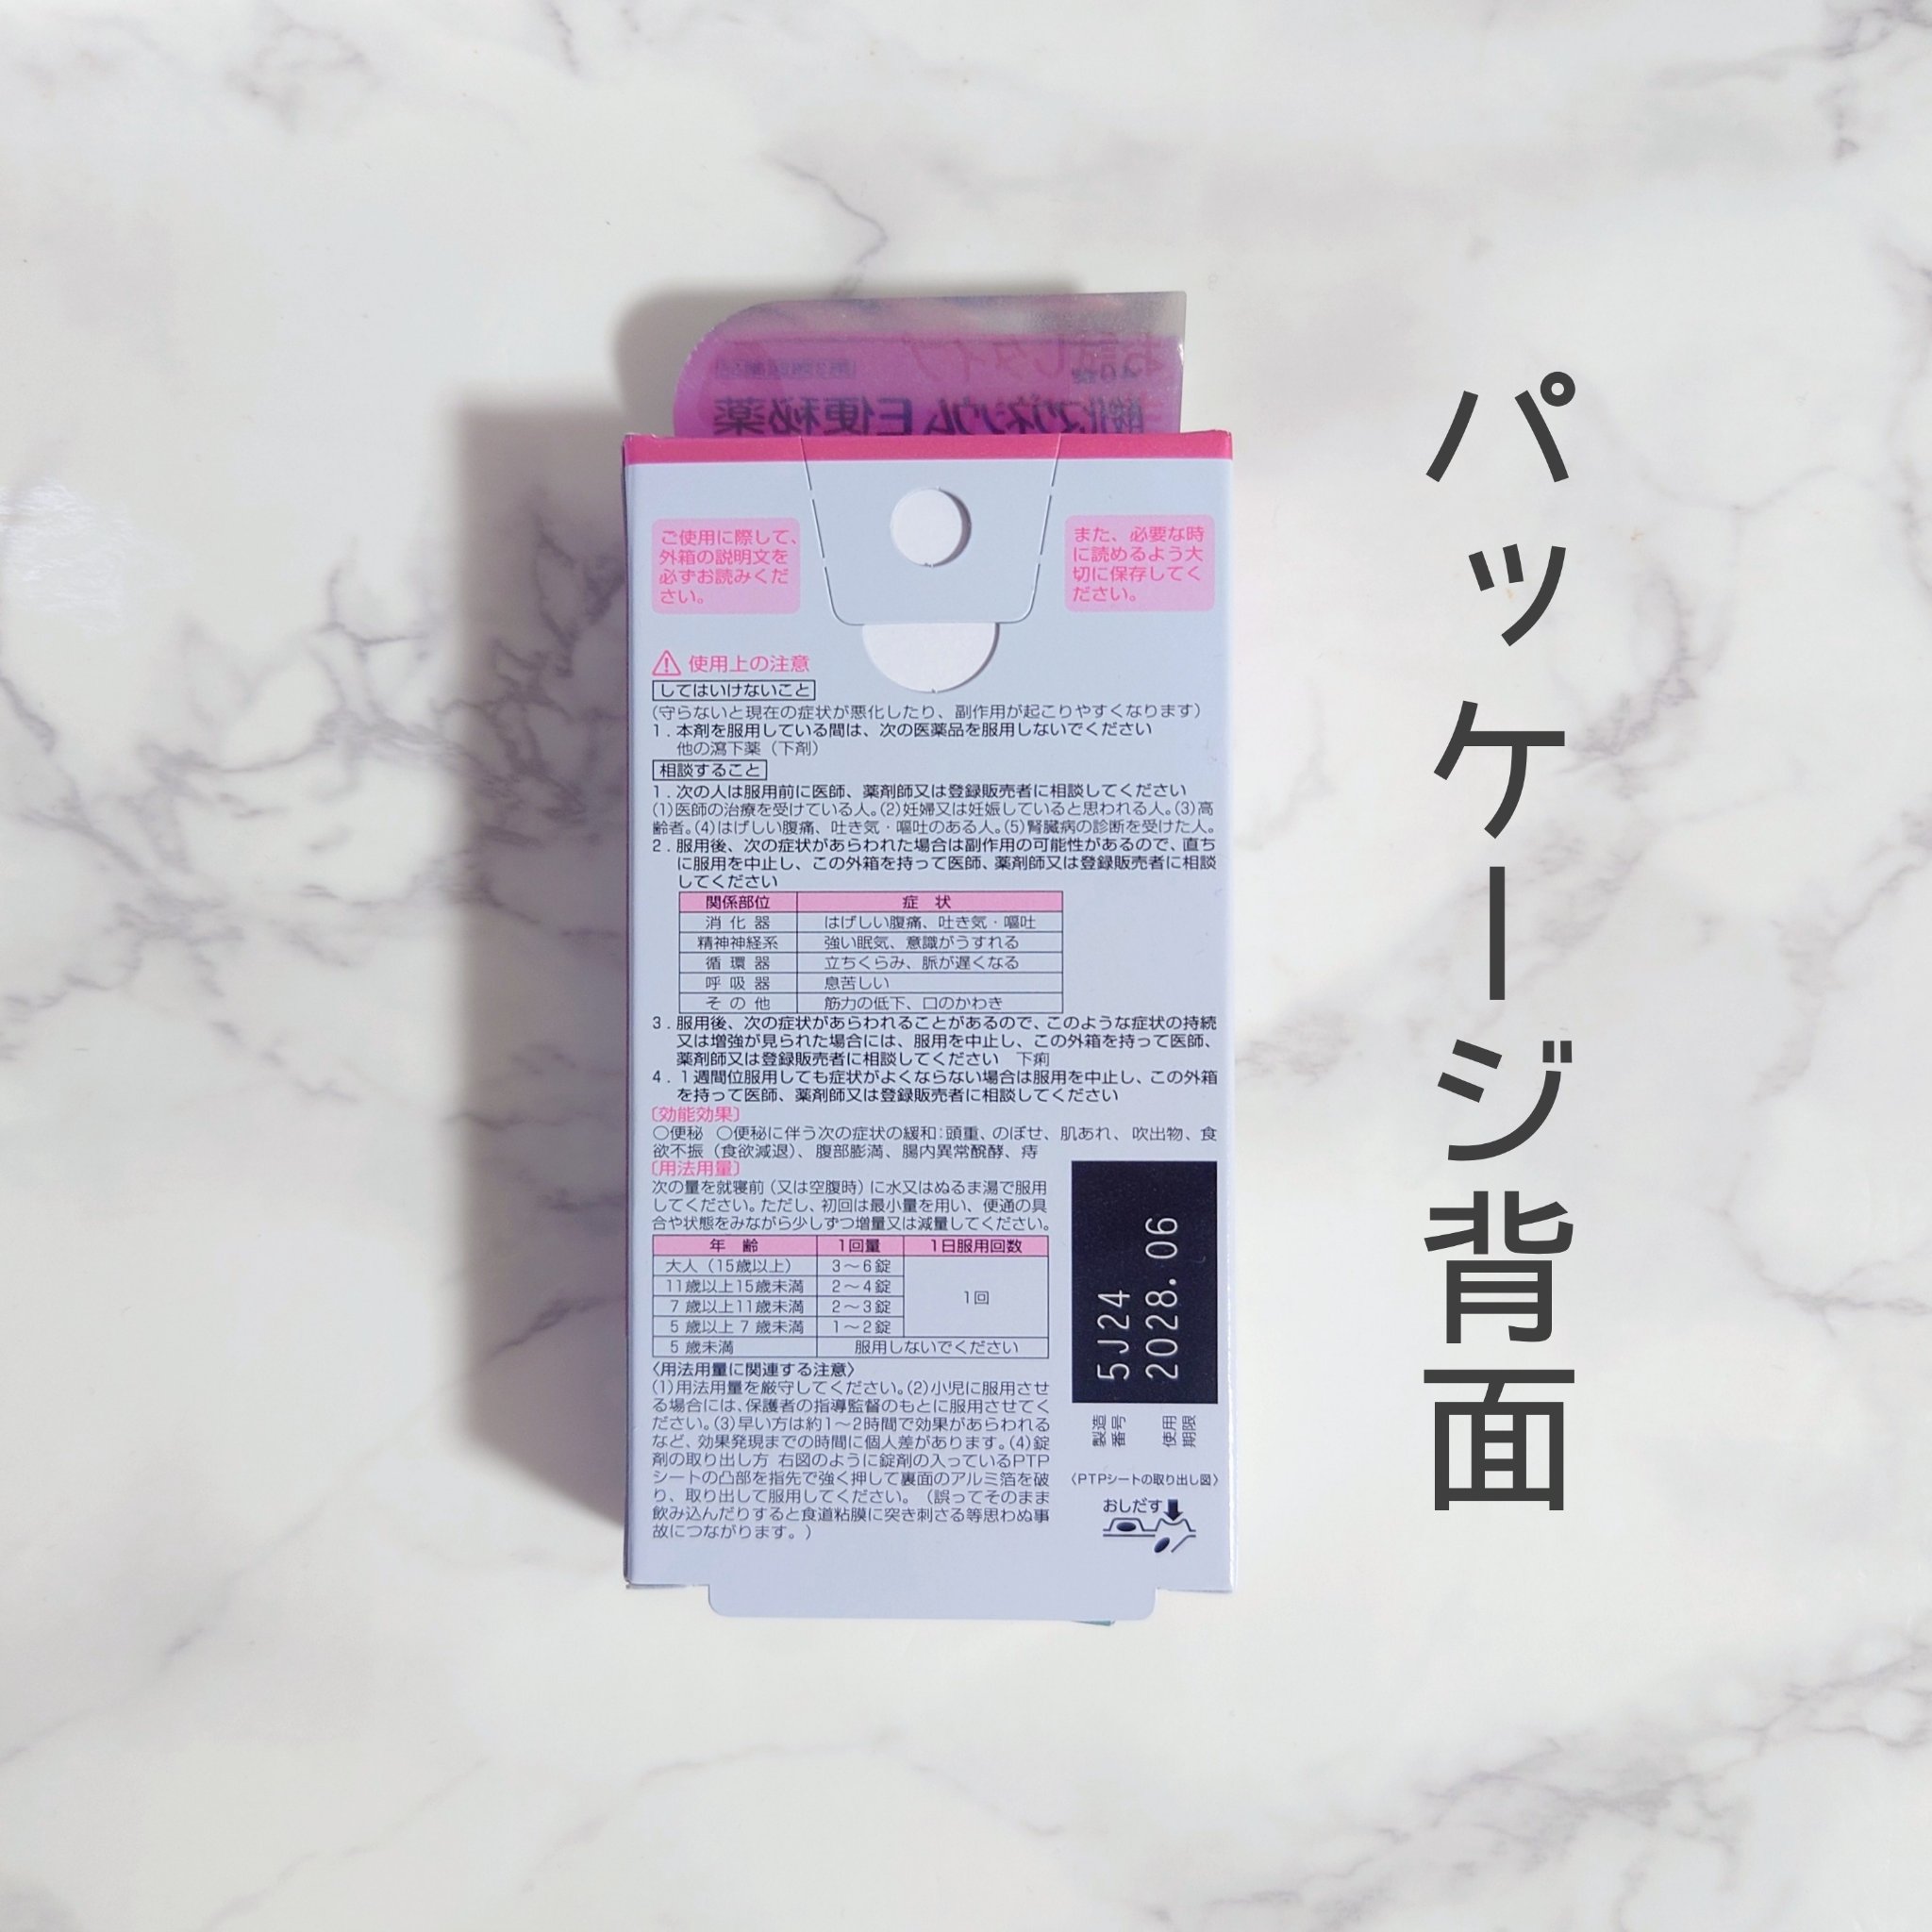 お試しタイプ
酸化マグネシウムE便秘薬
ご使用に際して、
外箱の説明文を
必ずお読みくだ
さい。
また、必要な時
に読めるよう大
切に保存してく
ださい。
使用上の注意
してはいけないこと
(守らないと現在の症状が悪化したり、副作用が起こりやすくなります)
1.本剤を服用している間は、次の医薬品を服用しないでください
他の瀉下薬(下剤)
相談すること
1.次の人は服用前に医師、薬剤師又は登録販売者に相談してください
(1)医師の治療を受けている人。(2)妊婦又は妊娠していると思われる人。(3)高
齢者。(4)はげしい腹痛、吐き気・嘔吐のある人。(5)腎臓病の診断を受けた人。
2.服用後、次の症状があらわれた場合は副作用の可能性があるので、直ち
に服用を中止し、この外箱を持って医師、薬剤師又は登録販売者に相談
してください
関係部位 症 状
消 化 器 はげしい腹痛、吐き気・嘔吐
精神神経系 強い眠気、意識がうすれる
循 環 器 立ちくらみ、脈が遅くなる
呼 吸 器 息苦しい
そ の 他 筋力の低下、口のかわき
3.服用後、次の症状があらわれることがあるので、このような症状の持続
又は増強が見られた場合には、服用を中止し、この外箱を持って医師、
薬剤師又は登録販売者に相談してください 下痢
4.1週間位服用しても症状がよくならない場合は服用を中止し、この外箱
を持って医師、薬剤師又は登録販売者に相談してください
〔効能効果〕
○便秘 ○便秘に伴う次の症状の緩和:頭重、のぼせ、肌あれ、吹出物、食
欲不振(食欲減退)、腹部膨満、腸内異常醗酵、痔
〔用法用量〕
次の量を就寝前(又は空腹時)に水又はぬるま湯で服用
してください。ただし、初回は最小量を用い、便通の具
合や状態をみながら少しずつ増量又は減量してください。
年 齢 1回量 1日服用回数
大人(15歳以上) 3～6錠
11歳以上15歳未満 2～4錠
1回
7歳以上11歳未満 2～3錠
5歳以上7歳未満 1～2錠
5歳未満 服用しないでください
〈用法用量に関連する注意〉
(1)用法用量を厳守してください。(2)小児に服用させ
る場合には、保護者の指導監督のもとに服用させてく
ださい。(3)早い方は約1～2時間で効果があらわれる
など、効果発現までの時間に個人差があります。(4)錠
剤の取り出し方 右図のように錠剤の入っているPTP
シートの凸部を指先で強く押して裏面のアルミ箔を破
り、取り出して服用してください。(誤ってそのまま
飲み込んだりすると食道粘膜に突き刺さる等思わぬ事
故につながります。)
5J24
2028.06
製造
番号
使用
期限
〈PTPシートの取り出し図〉
おしだす
パッケージ背面